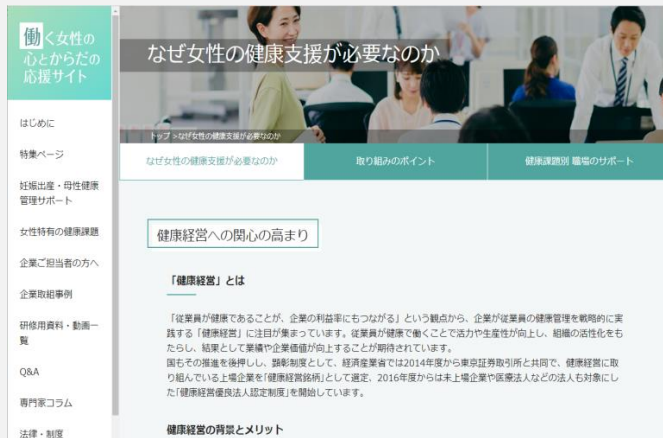 働く女性の
心とからだの
応援サイト
はじめに
特集ページ
妊娠出産・母性健康
管理サポート
女性特有の健康課題
企業ご担当者の方へ
企業取組事例
研修用資料・動画一
覧
Q&A
専門家コラム
法律・制度
なぜ女性の健康支援が必要なのか
トップ >なぜ女性の健康支援が必要なのか
なぜ女性の健康支援が必要なのか
取り組みのポイント
健康課題別 職場のサポート
健康経営への関心の高まり
「健康経営」とは
「従業員が健康であることが、企業の利益率にもつながる」という観点から、企業が従業員の健康管理を戦略的に実
践する「健康経営」に注目が集まっています。従業員が健康で働くことで活力や生産性が向上し、組織の活性化をも
たらし、結果として業績や企業価値が向上することが期待されています。
国もその推進を後押しし、顕彰制度として、経済産業省では2014年度から東京証券取引所と共同で、健康経営に取
り組んでいる上場企業を「健康経営銘柄」として選定、2016年度からは未上場企業や医療法人などの法人も対象にし
た「健康経営優良法人認定制度」を開始しています。
健康経営の背景とメリット